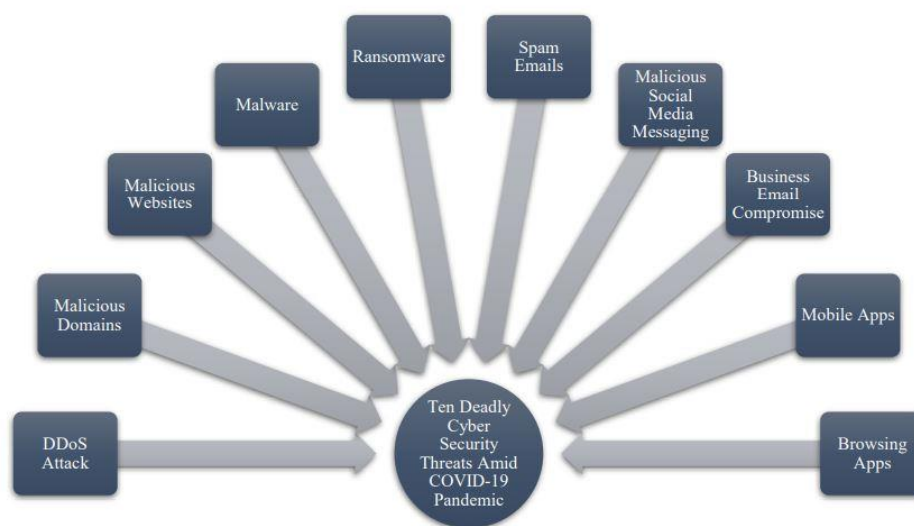 Ransomware
Spam
Emails
Malware
Malicious
Social
Media
Messaging
Malicious
Websites
Business
Email
Compromise
Malicious
Domains
Mobile Apps
DDoS
Attack
Ten Deadly
Cyber
Security
Threats Amid
COVID-19
Pandemic
Browsing
Apps